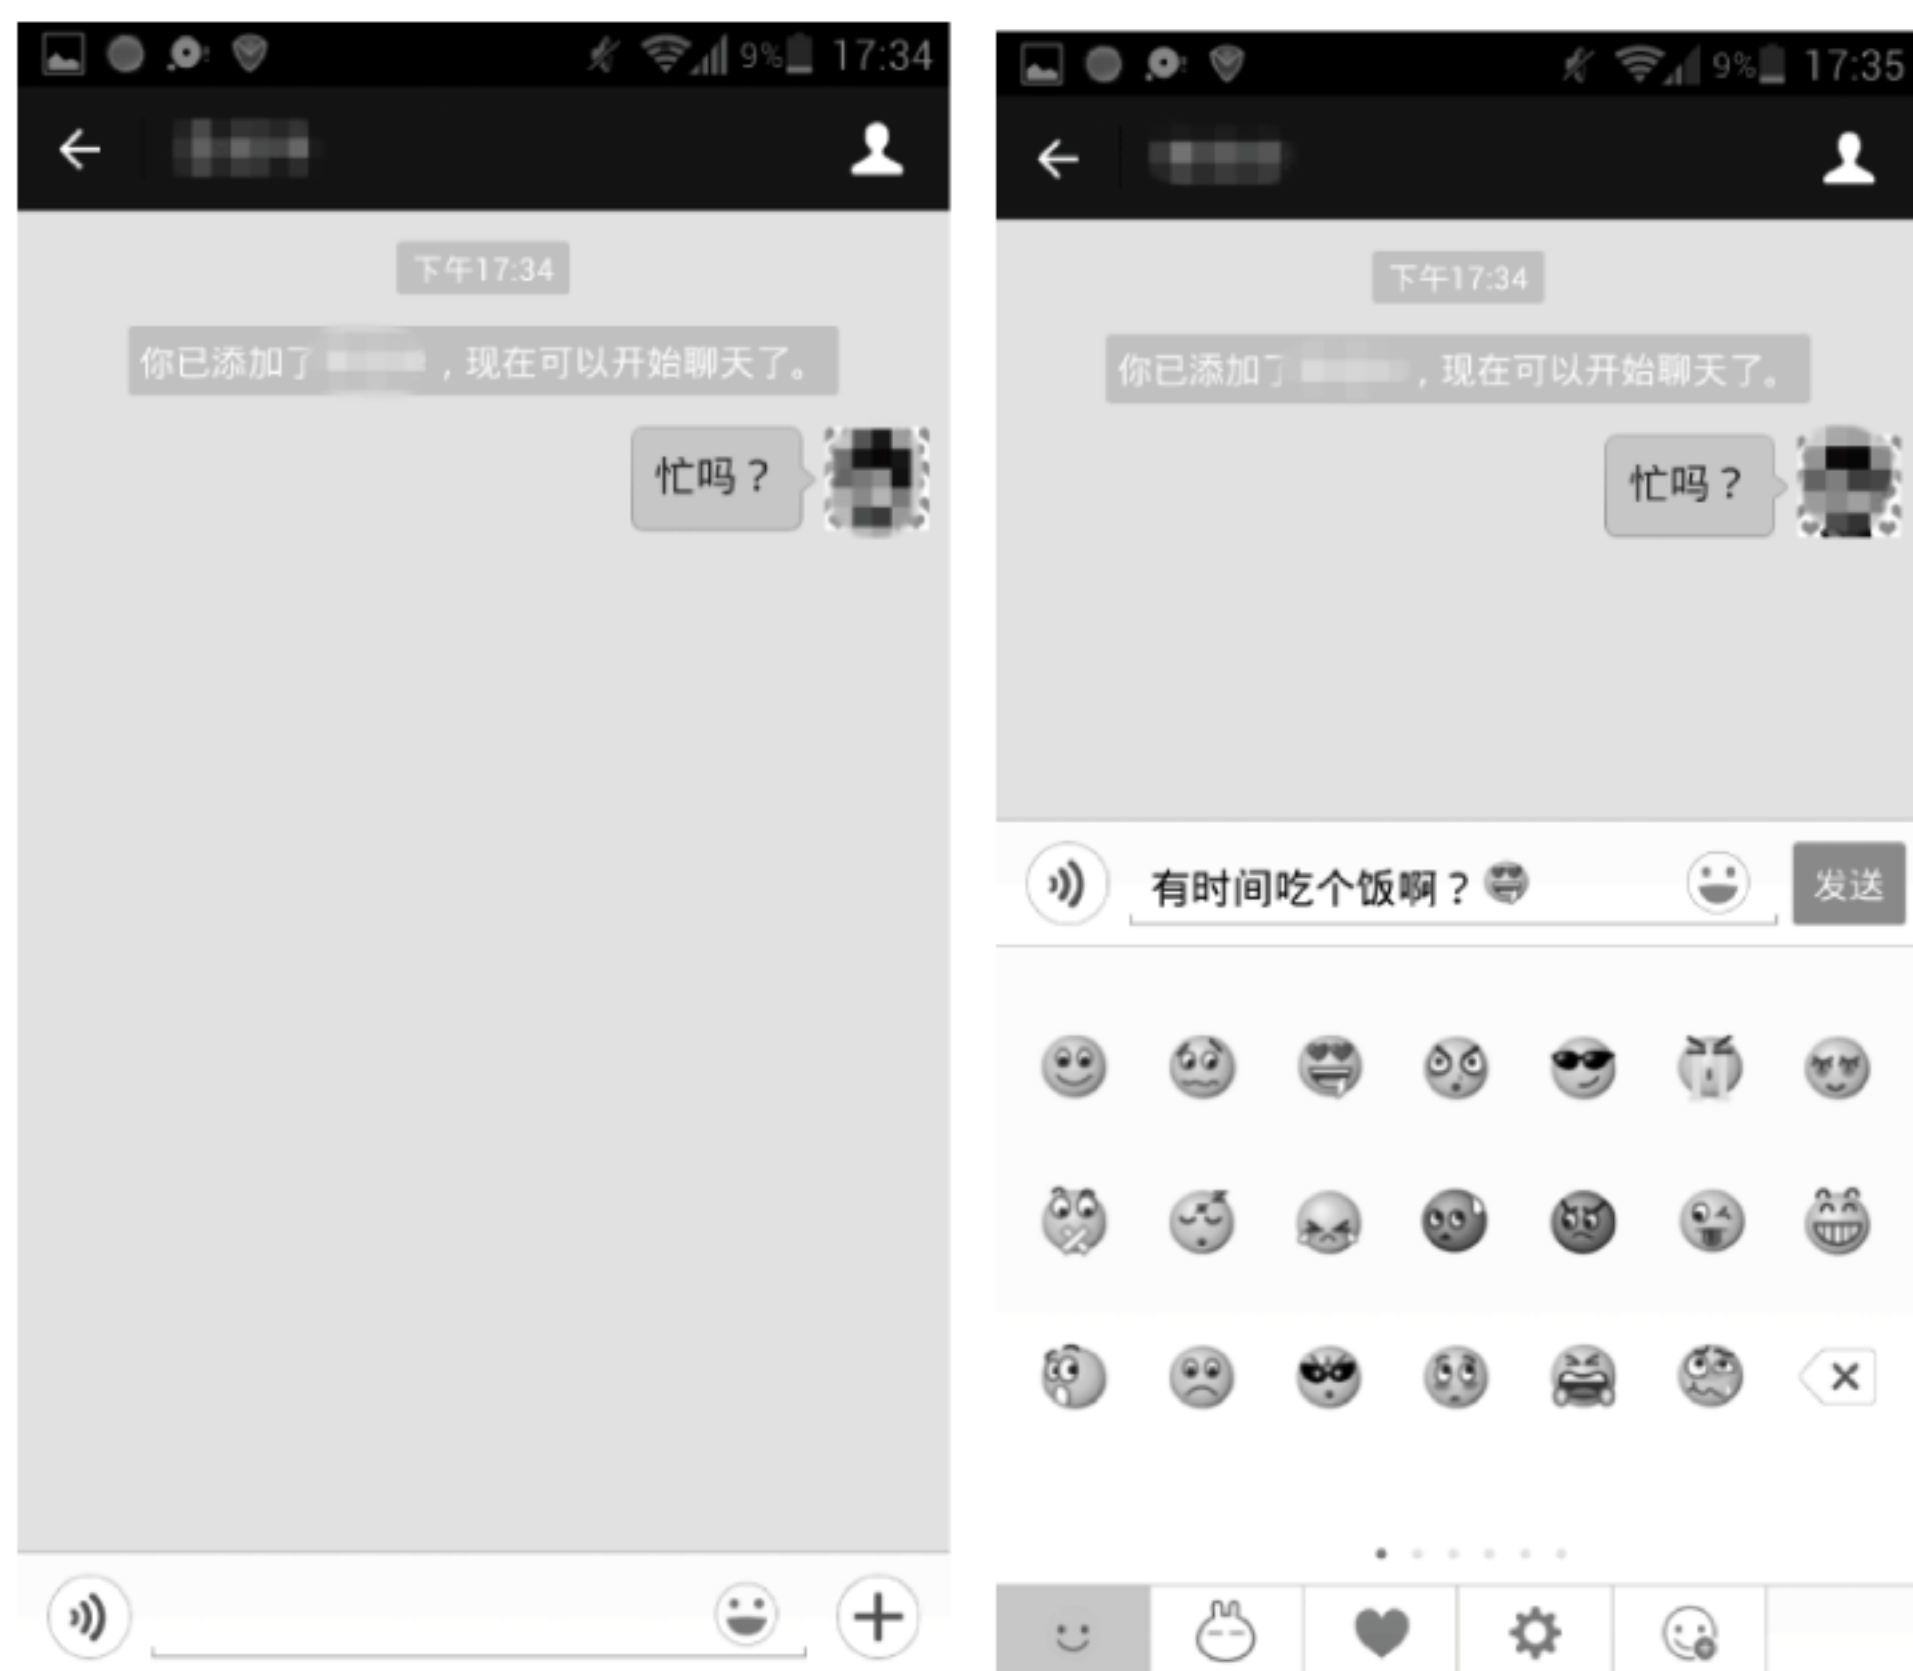 9% 17:34
下午17:34
你已添加了 ，现在可以开始聊天了。
忙吗？
9% 17:35
下午17:34
你已添加了 ，现在可以开始聊天了。
忙吗？
有时间吃个饭啊？
发送